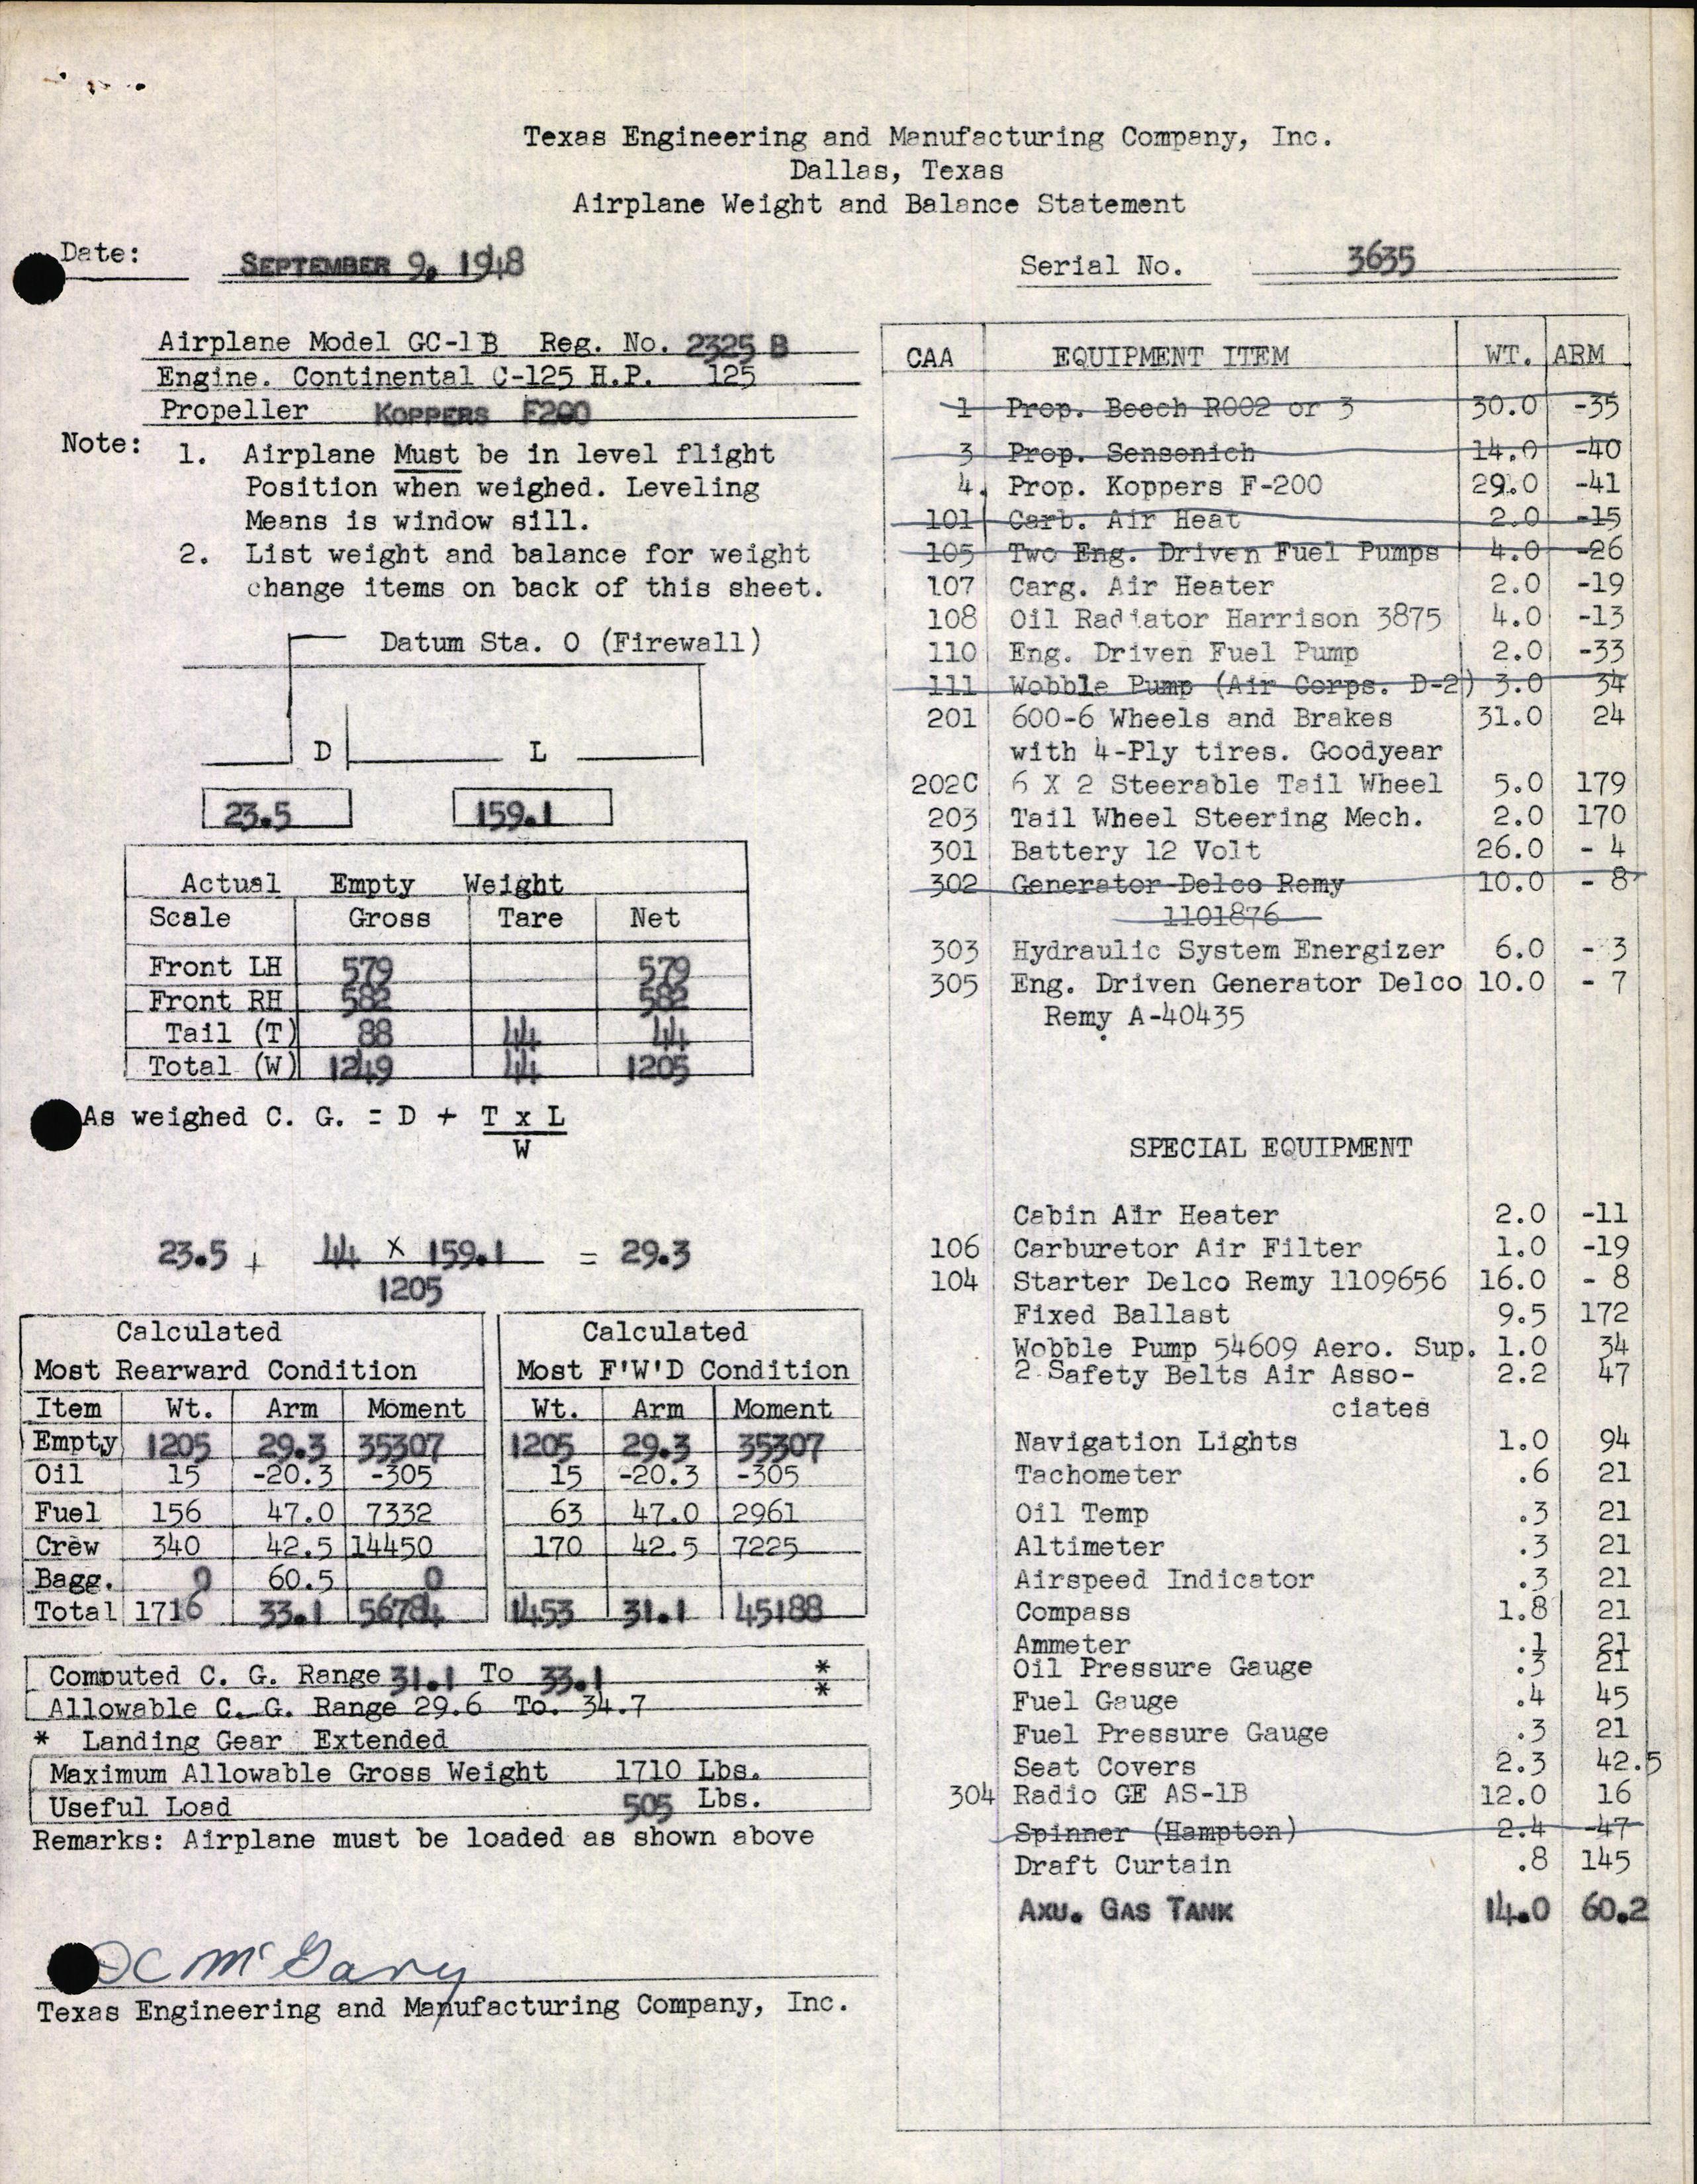 Texas Engineering and Manufacturing Company, Inc.
Dallas, Texas
Airplane Weight and Balance Statement
Date: SEPTEMBER 9, 1948
Serial No. 3635
Airplane Model GC-1B Reg. No. 2325 B
Engine. Continental C-125 H.P. 125
Propeller KOPPERS F200
Note: 1. Airplane Must be in level flight
Position when weighed. Leveling
Means is window sill.
2. List weight and balance for weight
change items on back of this sheet.
Datum Sta. 0 (Firewall)
D L
23.5 159.1
Actual Empty Weight
Scale Gross Tare Net
Front LH 579 579
Front RH 582 582
Tail (T) 88 44 44
Total (W) 1249 44 1205
As weighed C. G. = D + T x L
W
23.5 + 44 X 159.1 = 29.3
1205
Calculated
Most Rearward Condition
Calculated
Most F'W'D Condition
Item Wt. Arm Moment Wt. Arm Moment
Empty 1205 29.3 35307 1205 29.3 35307
Oil 15 -20.3 -305 15 -20.3 -305
Fuel 156 47.0 7332 63 47.0 2961
Crew 340 42.5 14450 170 42.5 7225
Bagg. 0 60.5 0
Total 1716 33.1 56784 1453 31.1 45188
Computed C. G. Range 31.1 To 33.1 *
Allowable C. G. Range 29.6 To. 34.7 *
* Landing Gear Extended
Maximum Allowable Gross Weight 1710 Lbs.
Useful Load 505 Lbs.
Remarks: Airplane must be loaded as shown above
OC McGary
Texas Engineering and Manufacturing Company, Inc.
CAA EQUIPMENT ITEM WT. ARM
1 Prop. Beech R002 or 3 30.0 -35
3 Prop. Sensenich 14.0 -40
4. Prop. Koppers F-200 29.0 -41
101 Carb. Air Heat 2.0 -15
105 Two Eng. Driven Fuel Pumps 4.0 -26
107 Carg. Air Heater 2.0 -19
108 Oil Radiator Harrison 3875 4.0 -13
110 Eng. Driven Fuel Pump 2.0 -33
111 Wobble Pump (Air Corps. D-2) 3.0 34
201 600-6 Wheels and Brakes 31.0 24
with 4-Ply tires. Goodyear
202C 6 X 2 Steerable Tail Wheel 5.0 179
203 Tail Wheel Steering Mech. 2.0 170
301 Battery 12 Volt 26.0 - 4
302 Generator Delco Remy 10.0 - 8
1101876
303 Hydraulic System Energizer 6.0 - 3
305 Eng. Driven Generator Delco 10.0 - 7
Remy A-40435
SPECIAL EQUIPMENT
Cabin Air Heater 2.0 -11
106 Carburetor Air Filter 1.0 -19
104 Starter Delco Remy 1109656 16.0 - 8
Fixed Ballast 9.5 172
Wobble Pump 54609 Aero. Sup. 1.0 34
2 Safety Belts Air Asso- 2.2 47
ciates
Navigation Lights 1.0 94
Tachometer .6 21
Oil Temp .3 21
Altimeter .3 21
Airspeed Indicator .3 21
Compass 1.8 21
Ammeter .1 21
Oil Pressure Gauge .3 21
Fuel Gauge .4 45
Fuel Pressure Gauge .3 21
Seat Covers 2.3 42.5
304 Radio GE AS-1B 12.0 16
Spinner (Hampton) 2.4 -47
Draft Curtain .8 145
AXU. GAS TANK 14.0 60.2